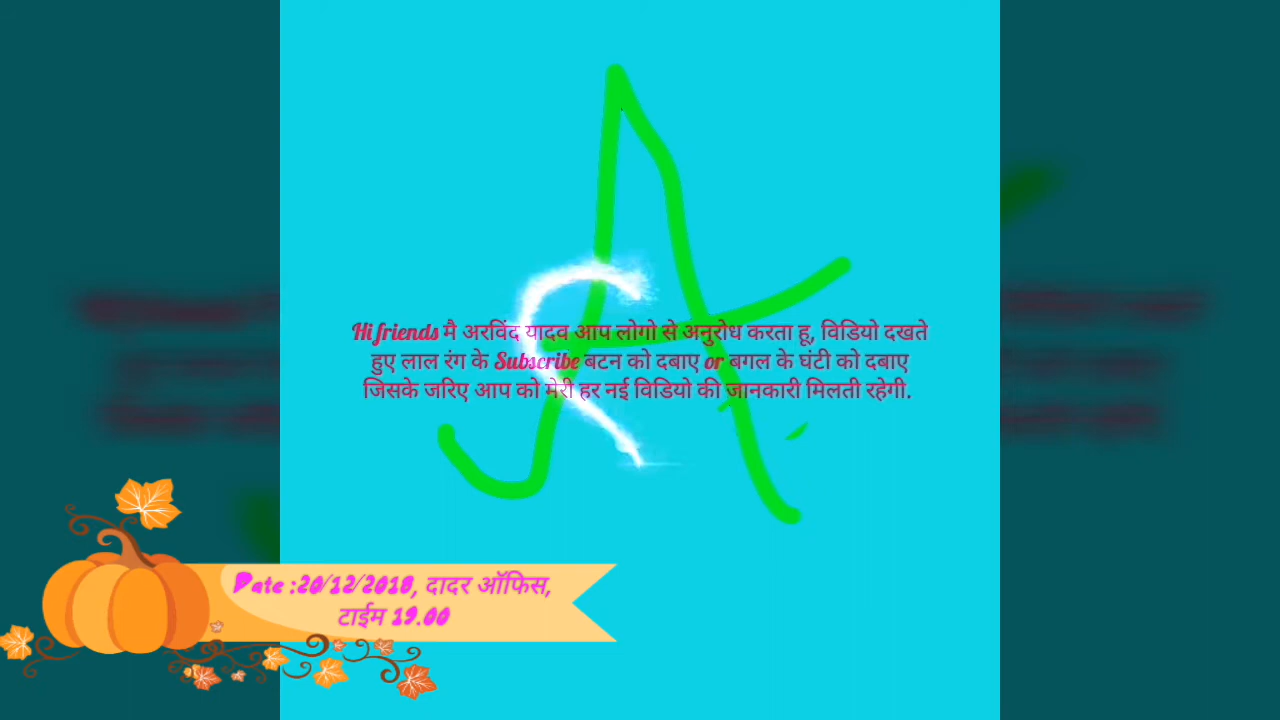 A
Hi friends मै अरविंद यादव आप लोगो से अनुरोध करता हू, विडियो दखते
हुए लाल रंग के Subscribe बटन को दबाए or बगल के घंटी को दबाए
जिसके जरिए आप को मेरी हर नई विडियो की जानकारी मिलती रहेगी.
Date :20/12/2018, दादर ऑफिस,
टाईम 19.00